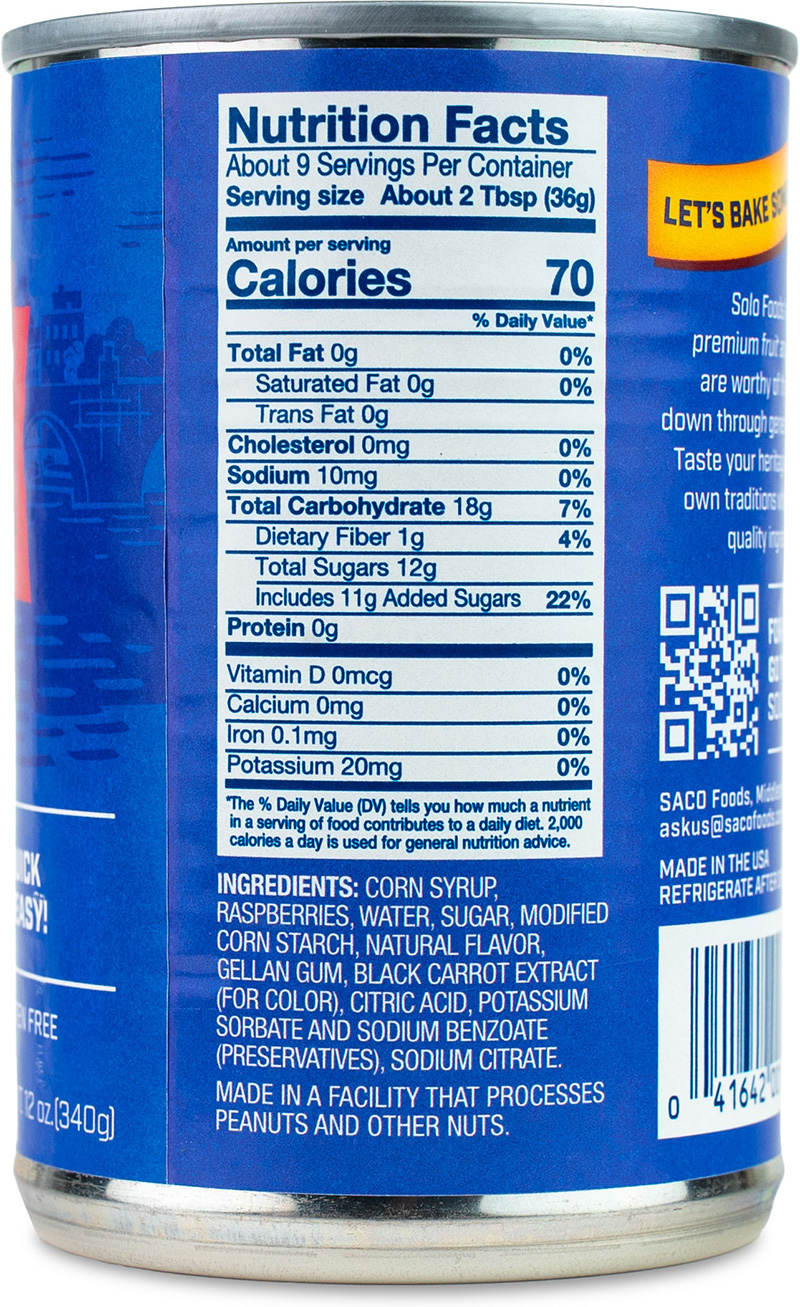 Nutrition Facts
About 9 Servings Per Container
Serving size About 2 Tbsp (36g)
Amount per serving
Calories 70
% Daily Value*
Total Fat 0g 0%
Saturated Fat 0g 0%
Trans Fat 0g
Cholesterol 0mg 0%
Sodium 10mg 0%
Total Carbohydrate 18g 7%
Dietary Fiber 1g 4%
Total Sugars 12g
Includes 11g Added Sugars 22%
Protein 0g
Vitamin D 0mcg 0%
Calcium 0mg 0%
Iron 0.1mg 0%
Potassium 20mg 0%
*The % Daily Value (DV) tells you how much a nutrient
in a serving of food contributes to a daily diet. 2,000
calories a day is used for general nutrition advice.
INGREDIENTS: CORN SYRUP,
RASPBERRIES, WATER, SUGAR, MODIFIED
CORN STARCH, NATURAL FLAVOR,
GELLAN GUM, BLACK CARROT EXTRACT
(FOR COLOR), CITRIC ACID, POTASSIUM
SORBATE AND SODIUM BENZOATE
(PRESERVATIVES), SODIUM CITRATE.
MADE IN A FACILITY THAT PROCESSES
PEANUTS AND OTHER NUTS.
FREE
12 oz.(340g)
LET'S BAKE
Solo
premium fruit
are worthy
down through
Taste your
own traditions
quality
SACO Foods,
MADE IN THE USA
REFRIGERATE AFTER
0 41642